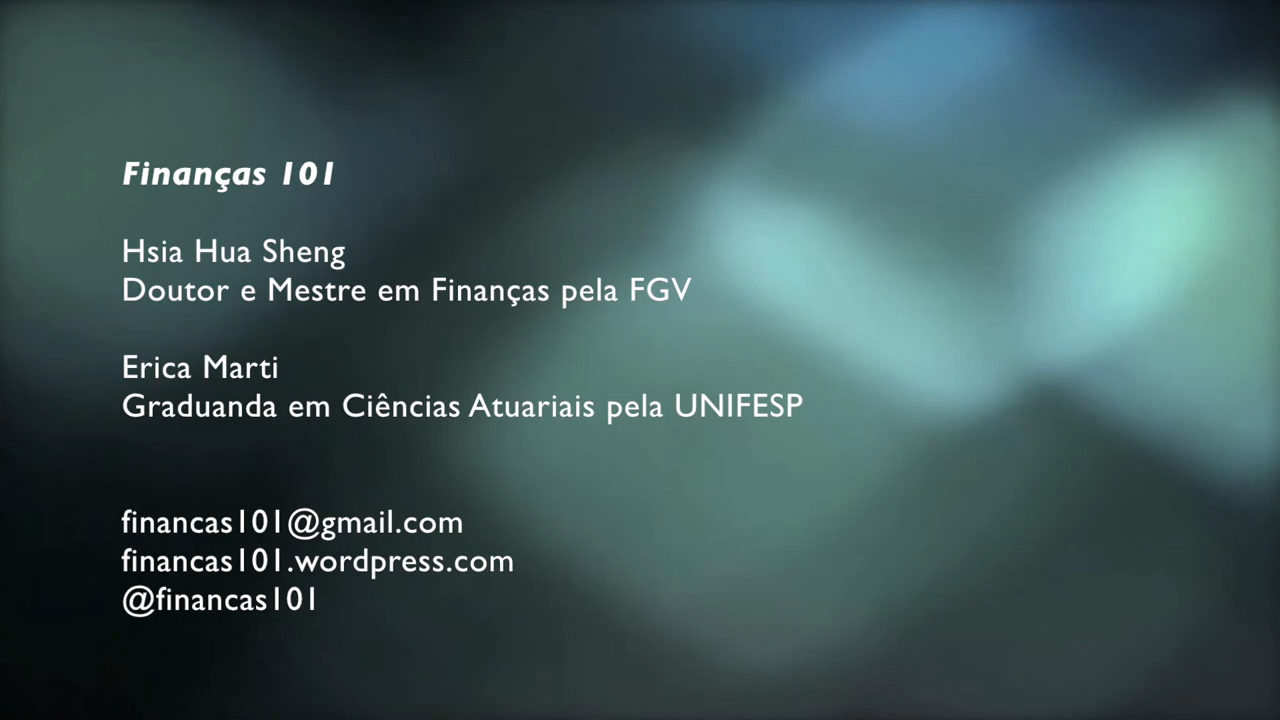 Finanças 101
Hsia Hua Sheng
Doutor e Mestre em Finanças pela FGV
Erica Marti
Graduanda em Ciências Atuariais pela UNIFESP
financas101@gmail.com
financas101.wordpress.com
@financas101